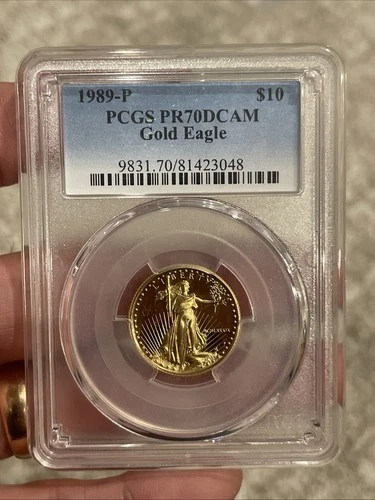 1989-P $10
PCGS PR70DCAM
Gold Eagle
9831.70/81423048
LIBERTY
MCMLXXXIX